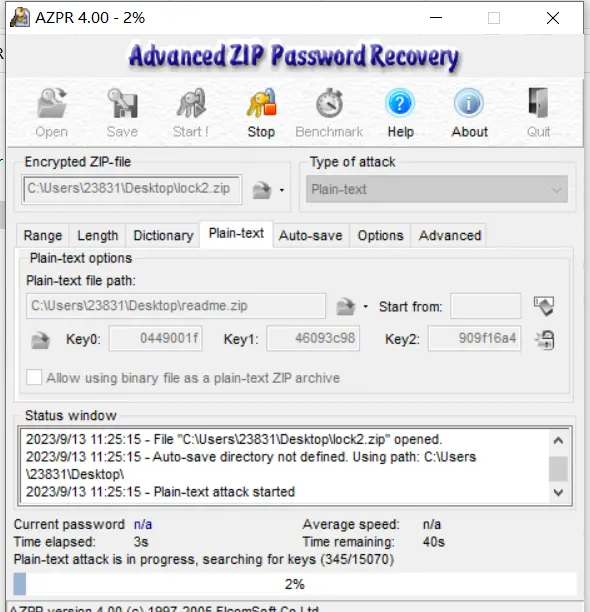 AZPR 4.00 - 2%
Advanced ZIP Password Recovery
Open Save Start ! Stop Benchmark Help About Quit
Encrypted ZIP-file
C:\Users\23831\Desktop\lock2.zip
Type of attack
Plain-text
Range Length Dictionary Plain-text Auto-save Options Advanced
Plain-text options
Plain-text file path:
C:\Users\23831\Desktop\readme.zip Start from:
Key0: 0449001f Key1: 46093c98 Key2: 909f16a4
Allow using binary file as a plain-text ZIP archive
Status window
2023/9/13 11:25:15 - File "C:\Users\23831\Desktop\lock2.zip" opened.
2023/9/13 11:25:15 - Auto-save directory not defined. Using path: C:\Users
\23831\Desktop\
2023/9/13 11:25:15 - Plain-text attack started
Current password n/a Average speed: n/a
Time elapsed: 3s Time remaining: 40s
Plain-text attack is in progress, searching for keys (345/15070)
2%
AZPR version 4.00 (c) 1997-2005 ElcomSoft Co.Ltd.